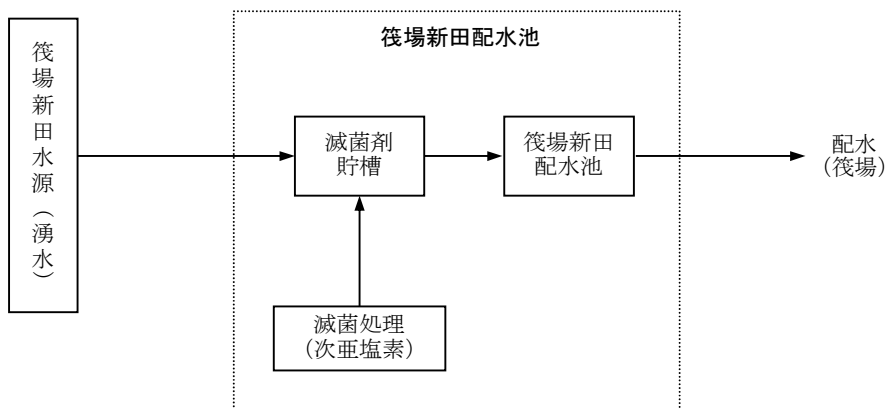 筏場新田配水池
筏場新田水源（湧水）
滅菌剤
貯槽
筏場新田
配水池
配水
（筏場）
滅菌処理
（次亜塩素）